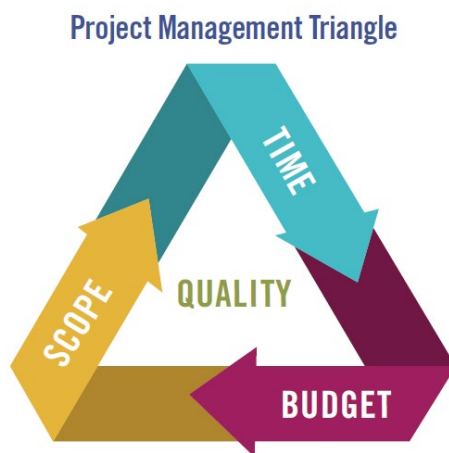 Project Management Triangle
TIME
QUALITY
SCOPE
BUDGET